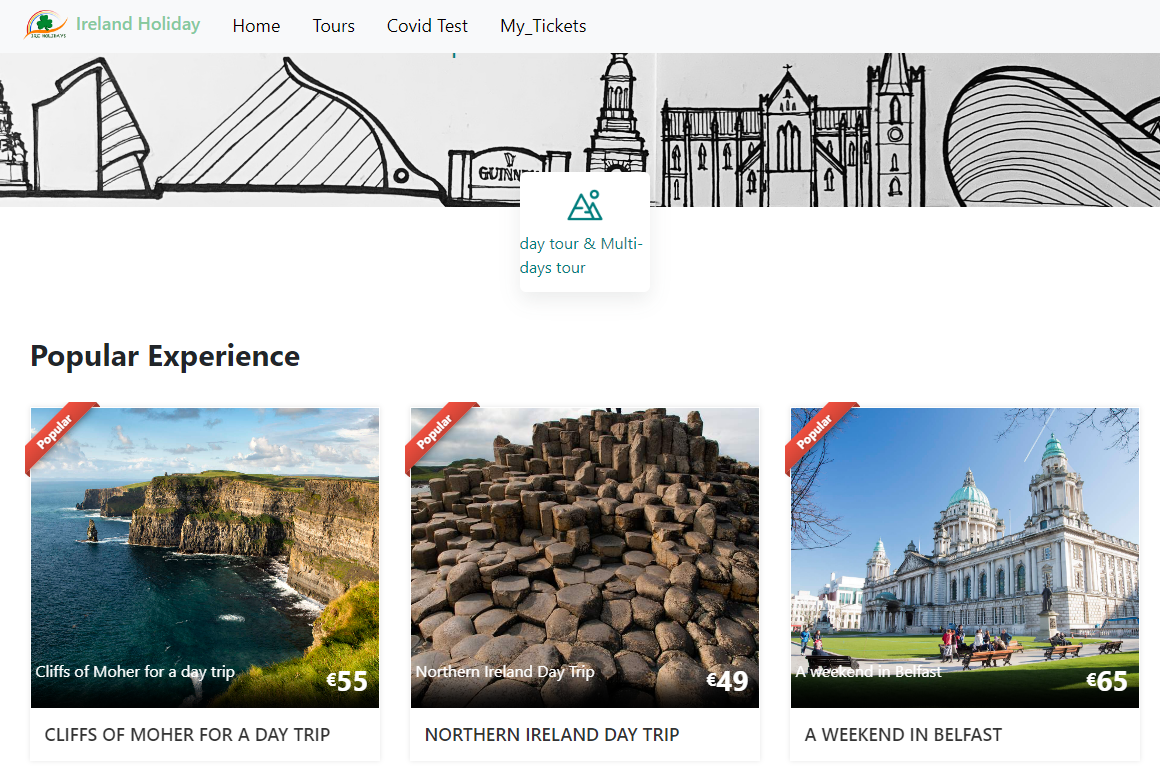 Ireland Holiday Home Tours Covid Test My_Tickets
IRE HOLIDAYS
day tour & Multi-
days tour
Popular Experience
Popular Popular Popular
Cliffs of Moher for a day trip €55 Northern Ireland Day Trip €49 A weekend in Belfast €65
CLIFFS OF MOHER FOR A DAY TRIP NORTHERN IRELAND DAY TRIP A WEEKEND IN BELFAST